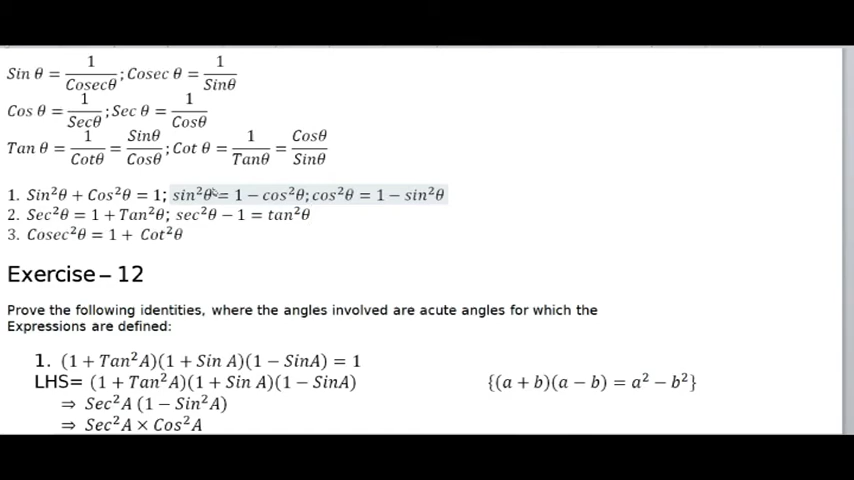 Sin θ = 1/Cosecθ ; Cosec θ = 1/Sinθ
Cos θ = 1/Secθ ; Sec θ = 1/Cosθ
Tan θ = 1/Cotθ = Sinθ/Cosθ ; Cot θ = 1/Tanθ = Cosθ/Sinθ
1. Sin²θ + Cos²θ = 1; sin²θ = 1 − cos²θ; cos²θ = 1 − sin²θ
2. Sec²θ = 1 + Tan²θ; sec²θ − 1 = tan²θ
3. Cosec²θ = 1 + Cot²θ
Exercise – 12
Prove the following identities, where the angles involved are acute angles for which the
Expressions are defined:
1. (1 + Tan²A)(1 + Sin A)(1 − SinA) = 1
LHS= (1 + Tan²A)(1 + Sin A)(1 − SinA) {(a + b)(a − b) = a² − b²}
⇒ Sec²A (1 − Sin²A)
⇒ Sec²A × Cos²A